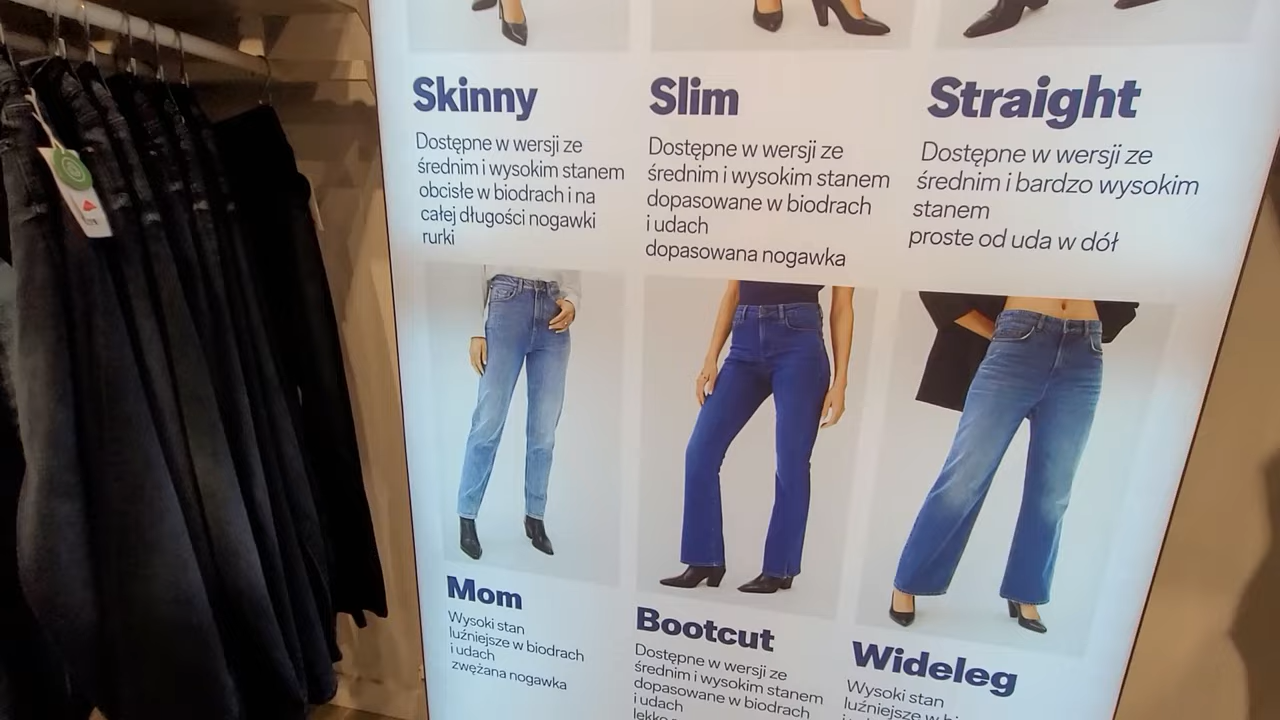 Skinny
Dostępne w wersji ze
średnim i wysokim stanem
obcisłe w biodrach i na
całej długości nogawki
rurki
Slim
Dostępne w wersji ze
średnim i wysokim stanem
dopasowane w biodrach
i udach
dopasowana nogawka
Straight
Dostępne w wersji ze
średnim i bardzo wysokim
stanem
proste od uda w dół
Mom
Wysoki stan
luźniejsze w biodrach
i udach
zwężana nogawka
Bootcut
Dostępne w wersji ze
średnim i wysokim stanem
dopasowane w biodrach
i udach
Wideleg
Wysoki stan
luźniejsze w